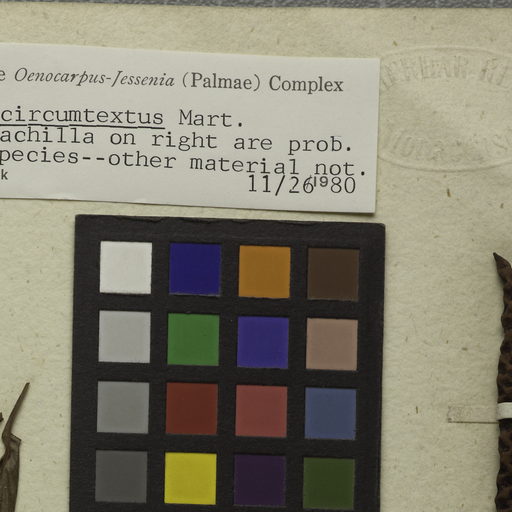 e Oenocarpus-Jessenia (Palmae) Complex
circumtextus Mart.
achilla on right are prob.
pecies--other material not.
k 11/26 1980